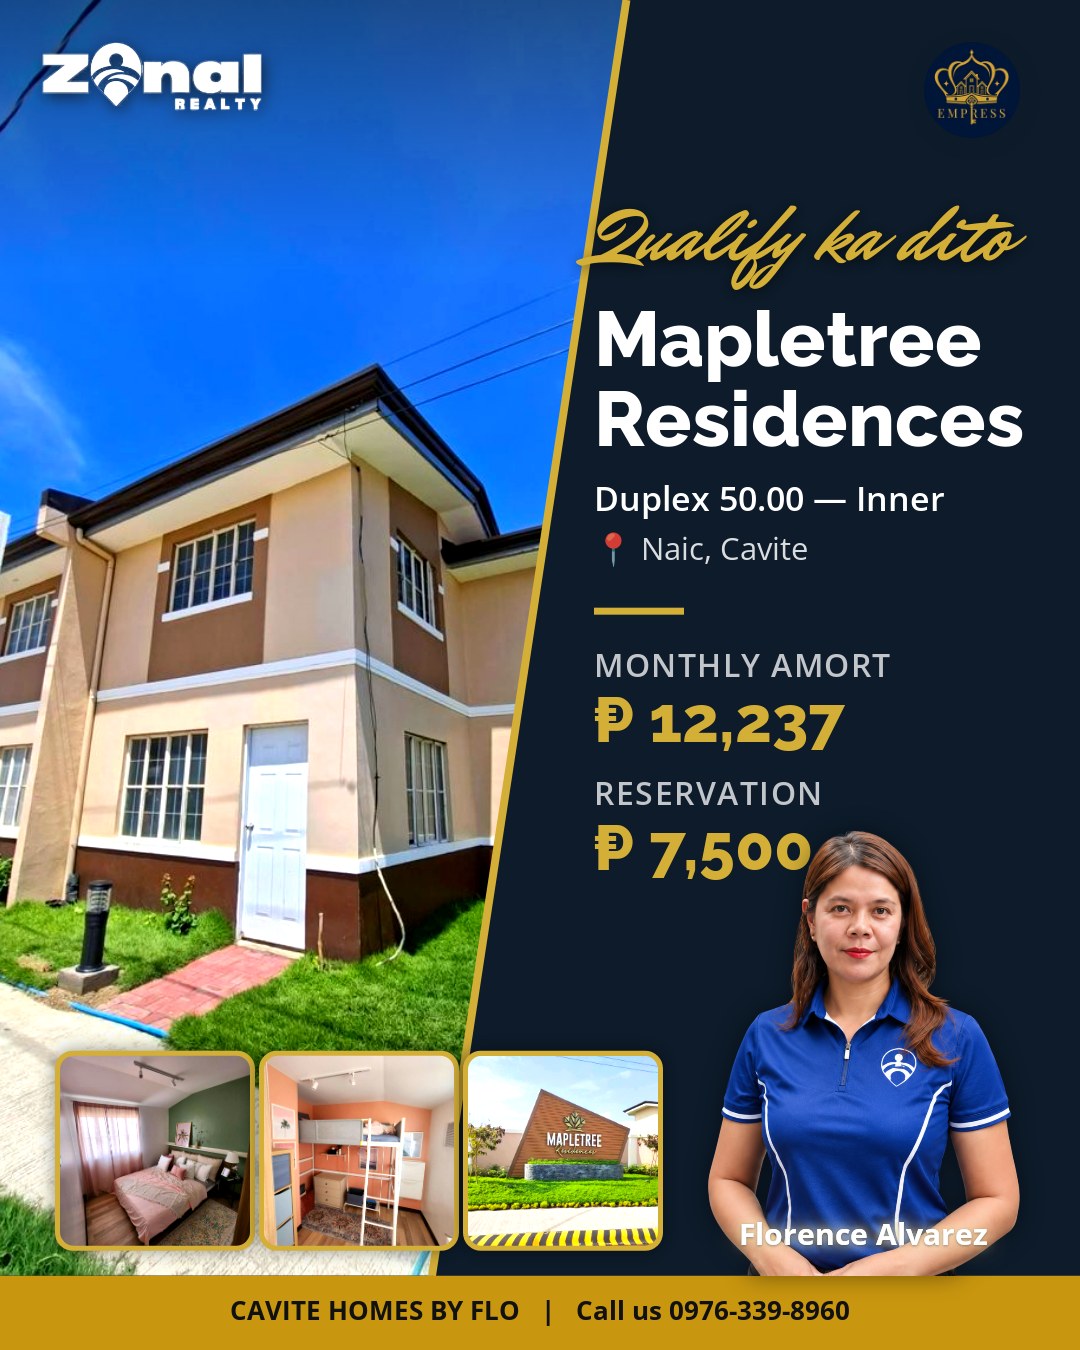 Zonal
REALTY
EMPRESS
Qualify ka dito
Mapletree
Residences
Duplex 50.00 — Inner
📍 Naic, Cavite
MONTHLY AMORT
₱ 12,237
RESERVATION
₱ 7,500
MAPLETREE
Residences
Florence Alvarez
CAVITE HOMES BY FLO | Call us 0976-339-8960